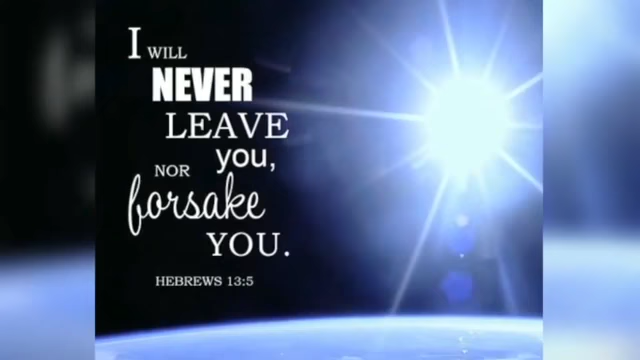 I WILL
NEVER
LEAVE
you,
NOR
forsake
YOU.
HEBREWS 13:5